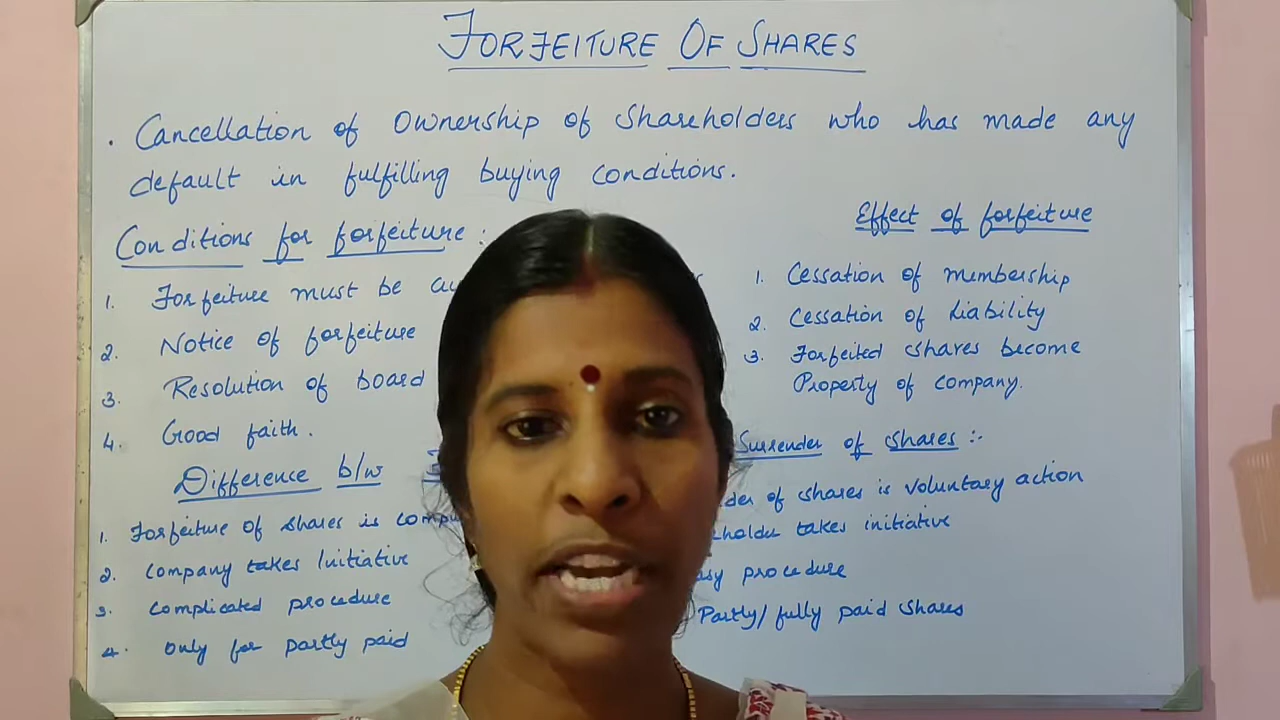 FORFEITURE OF SHARES
. Cancellation of ownership of Shareholders who has made any
default in fulfilling buying conditions.
Conditions for forfeiture :
1. Forfeiture must be
2. Notice of forfeiture
3. Resolution of board
4. Good faith.
Effect of forfeiture
1. Cessation of membership
2. Cessation of Liability
3. Forfeited shares become
Property of company.
Difference b/w Surrender of shares :-
1. Forfeiture of shares is of shares is voluntary action
2. Company takes Initiative takes initiative
3. Complicated procedure procedure
4. Only for partly paid Partly/fully paid shares